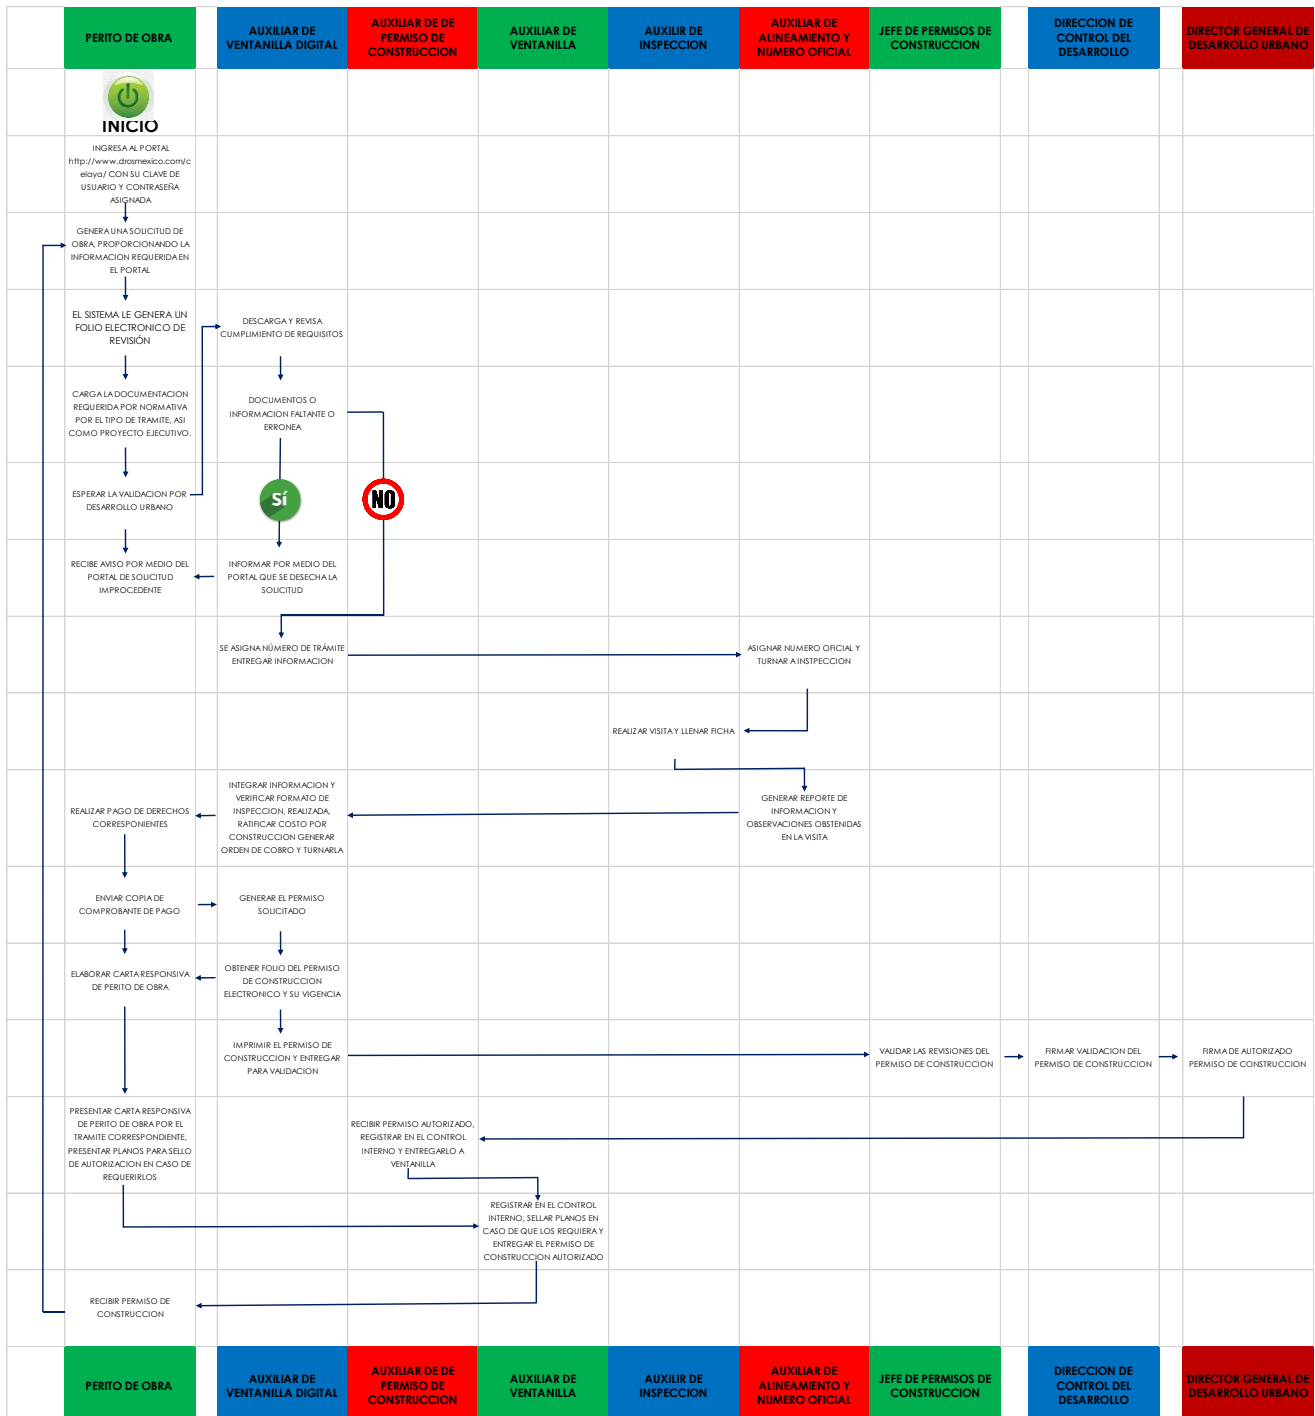 PERITO DE OBRA
AUXILIAR DE
VENTANILLA DIGITAL
AUXILIAR DE DE
PERMISO DE
CONSTRUCCION
AUXILIAR DE
VENTANILLA
AUXILIR DE
INSPECCION
AUXILIAR DE
ALINEAMIENTO Y
NUMERO OFICIAL
JEFE DE PERMISOS DE
CONSTRUCCION
DIRECCION DE
CONTROL DEL
DESARROLLO
DIRECTOR GENERAL DE
DESARROLLO URBANO
INICIO
INGRESA AL PORTAL
http://www.drosmexico.com/c
elaya/ CON SU CLAVE DE
USUARIO Y CONTRASEÑA
ASIGNADA
GENERA UNA SOLICITUD DE
OBRA, PROPORCIONANDO LA
INFORMACION REQUERIDA EN
EL PORTAL
EL SISTEMA LE GENERA UN
FOLIO ELECTRONICO DE
REVISIÓN
DESCARGA Y REVISA
CUMPLIMIENTO DE REQUISITOS
CARGA LA DOCUMENTACION
REQUERIDA POR NORMATIVA
POR EL TIPO DE TRAMITE, ASI
COMO PROYECTO EJECUTIVO.
DOCUMENTOS O
INFORMACION FALTANTE O
ERRONEA
ESPERAR LA VALIDACION POR
DESARROLLO URBANO
Sí
NO
RECIBE AVISO POR MEDIO DEL
PORTAL DE SOLICITUD
IMPROCEDENTE
INFORMAR POR MEDIO DEL
PORTAL QUE SE DESECHA LA
SOLICITUD
SE ASIGNA NÚMERO DE TRÁMITE
ENTREGAR INFORMACION
ASIGNAR NUMERO OFICIAL Y
TURNAR A INSTPECCION
REALIZAR VISITA Y LLENAR FICHA
REALIZAR PAGO DE DERECHOS
CORRESPONIENTES
INTEGRAR INFORMACION Y
VERIFICAR FORMATO DE
INSPECCION, REALIZADA,
RATIFICAR COSTO POR
CONSTRUCCION GENERAR
ORDEN DE COBRO Y TURNARLA
GENERAR REPORTE DE
INFORMACION Y
OBSERVACIONES OBSTENIDAS
EN LA VISITA
ENVIAR COPIA DE
COMPROBANTE DE PAGO
GENERAR EL PERMISO
SOLICITADO
ELABORAR CARTA RESPONSIVA
DE PERITO DE OBRA
OBTENER FOLIO DEL PERMISO
DE CONSTRUCCION
ELECTRONICO Y SU VIGENCIA
IMPRIMIR EL PERMISO DE
CONSTRUCCION Y ENTREGAR
PARA VALIDACION
VALIDAR LAS REVISIONES DEL
PERMISO DE CONSTRUCCION
FIRMAR VALIDACION DEL
PERMISO DE CONSTRUCCION
FIRMA DE AUTORIZADO
PERMISO DE CONSTRUCCION
PRESENTAR CARTA RESPONSIVA
DE PERITO DE OBRA POR EL
TRAMITE CORRESPONDIENTE,
PRESENTAR PLANOS PARA SELLO
DE AUTORIZACION EN CASO DE
REQUERIRLOS
RECIBIR PERMISO AUTORIZADO,
REGISTRAR EN EL CONTROL
INTERNO Y ENTREGARLO A
VENTANILLA
REGISTRAR EN EL CONTROL
INTERNO, SELLAR PLANOS EN
CASO DE QUE LOS REQUIERA Y
ENTREGAR EL PERMISO DE
CONSTRUCCION AUTORIZADO
RECIBIR PERMISO DE
CONSTRUCCION
PERITO DE OBRA
AUXILIAR DE
VENTANILLA DIGITAL
AUXILIAR DE DE
PERMISO DE
CONSTRUCCION
AUXILIAR DE
VENTANILLA
AUXILIR DE
INSPECCION
AUXILIAR DE
ALINEAMIENTO Y
NUMERO OFICIAL
JEFE DE PERMISOS DE
CONSTRUCCION
DIRECCION DE
CONTROL DEL
DESARROLLO
DIRECTOR GENERAL DE
DESARROLLO URBANO